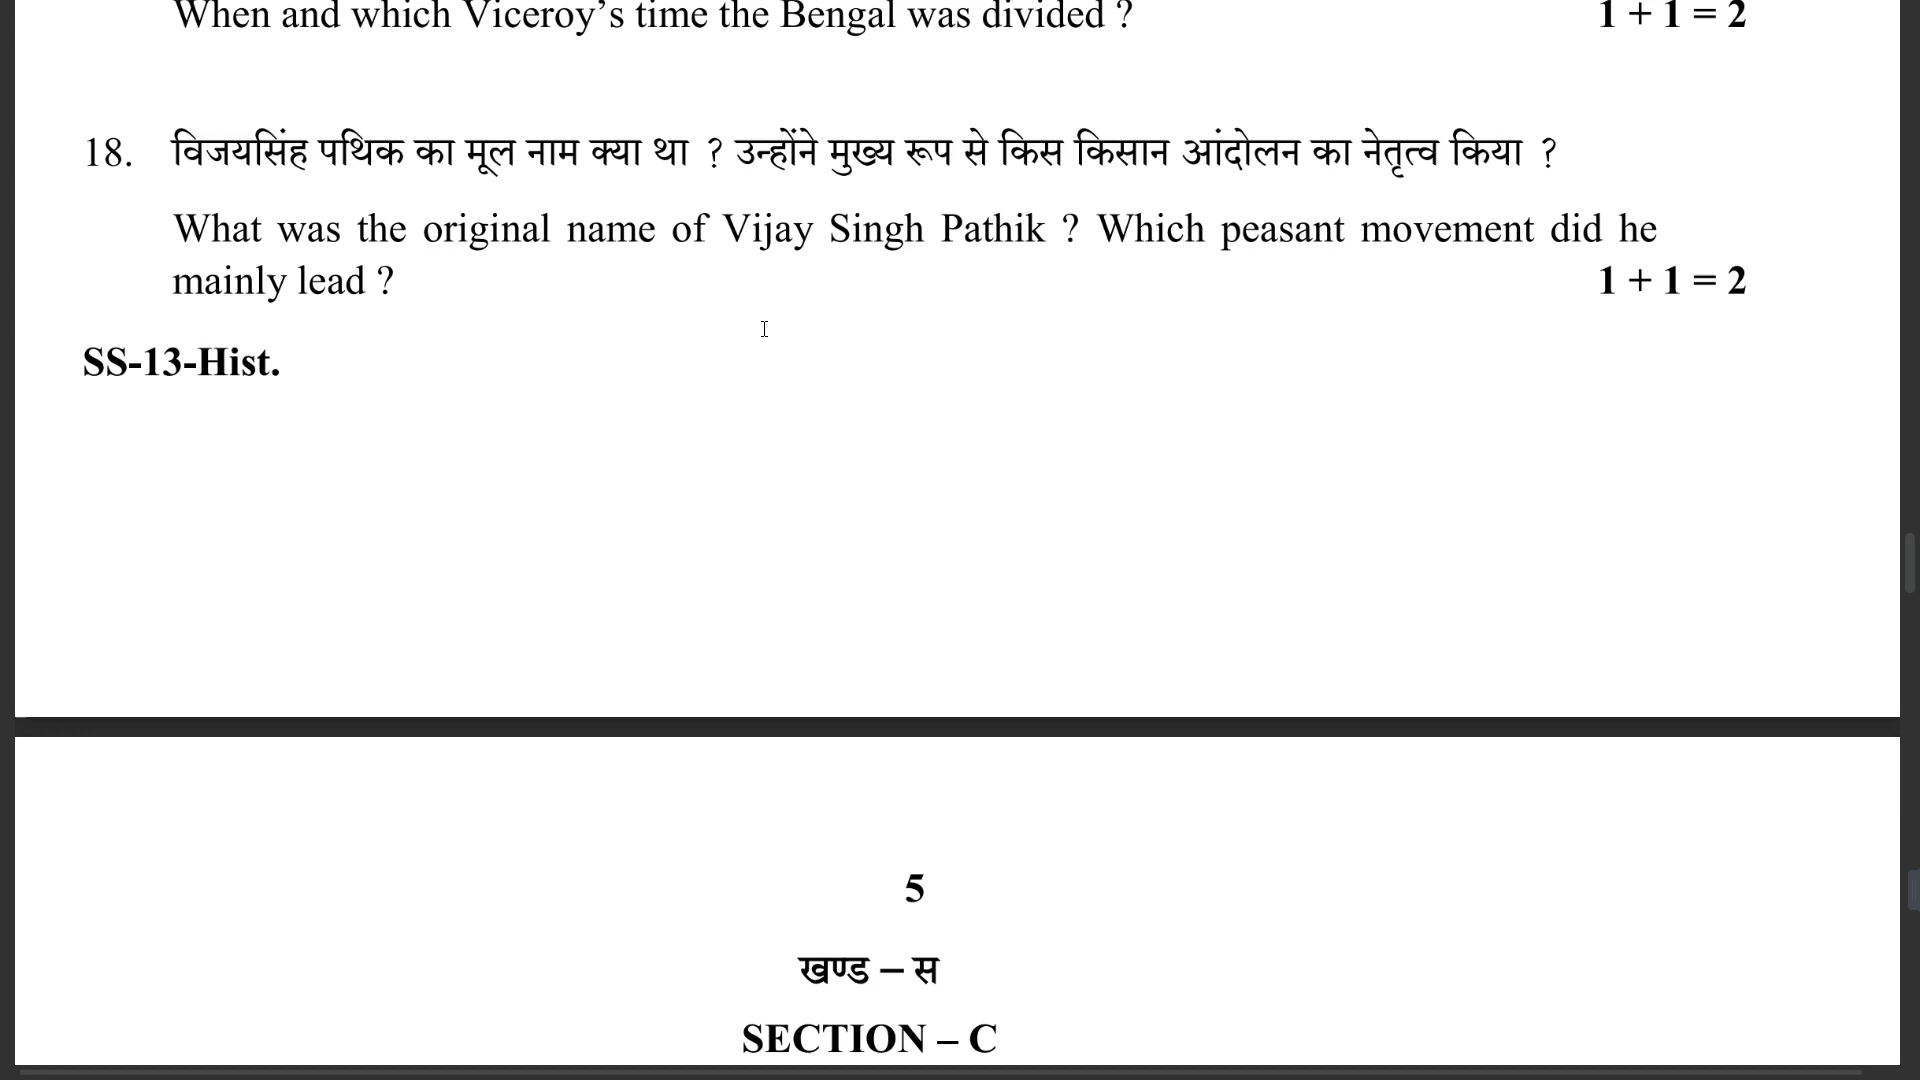 When and which Viceroy’s time the Bengal was divided ? 1 + 1 = 2
18. विजयसिंह पथिक का मूल नाम क्या था ? उन्होंने मुख्य रूप से किस किसान आंदोलन का नेतृत्व किया ?
What was the original name of Vijay Singh Pathik ? Which peasant movement did he
mainly lead ? 1 + 1 = 2
SS-13-Hist.
5
खण्ड – स
SECTION – C